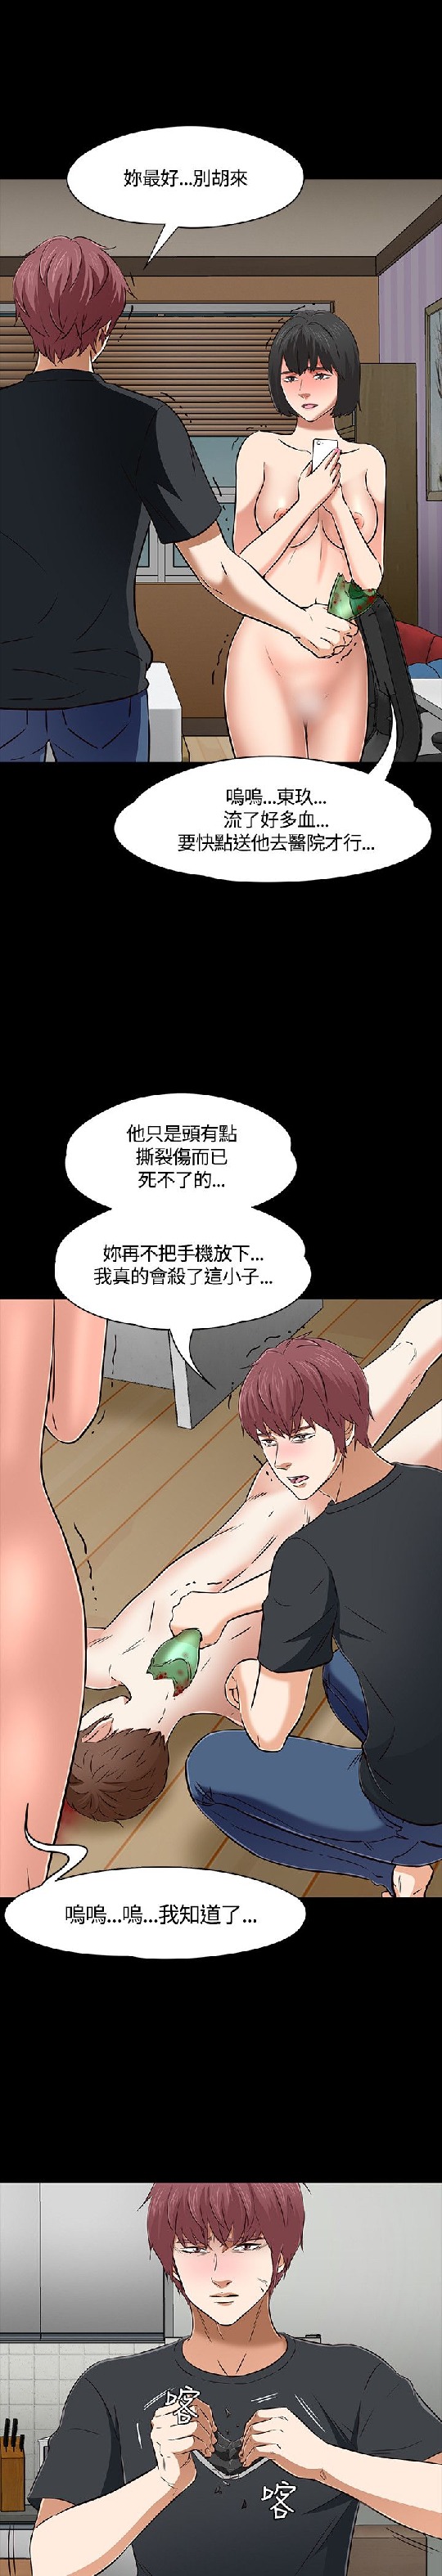 妳最好...別胡來
嗚嗚...東玖...
流了好多血...
要快點送他去醫院才行...
他只是頭有點
撕裂傷而已
死不了的...
妳再不把手機放下...
我真的會殺了這小子...
嗚嗚...嗚...我知道了...
喀
喀